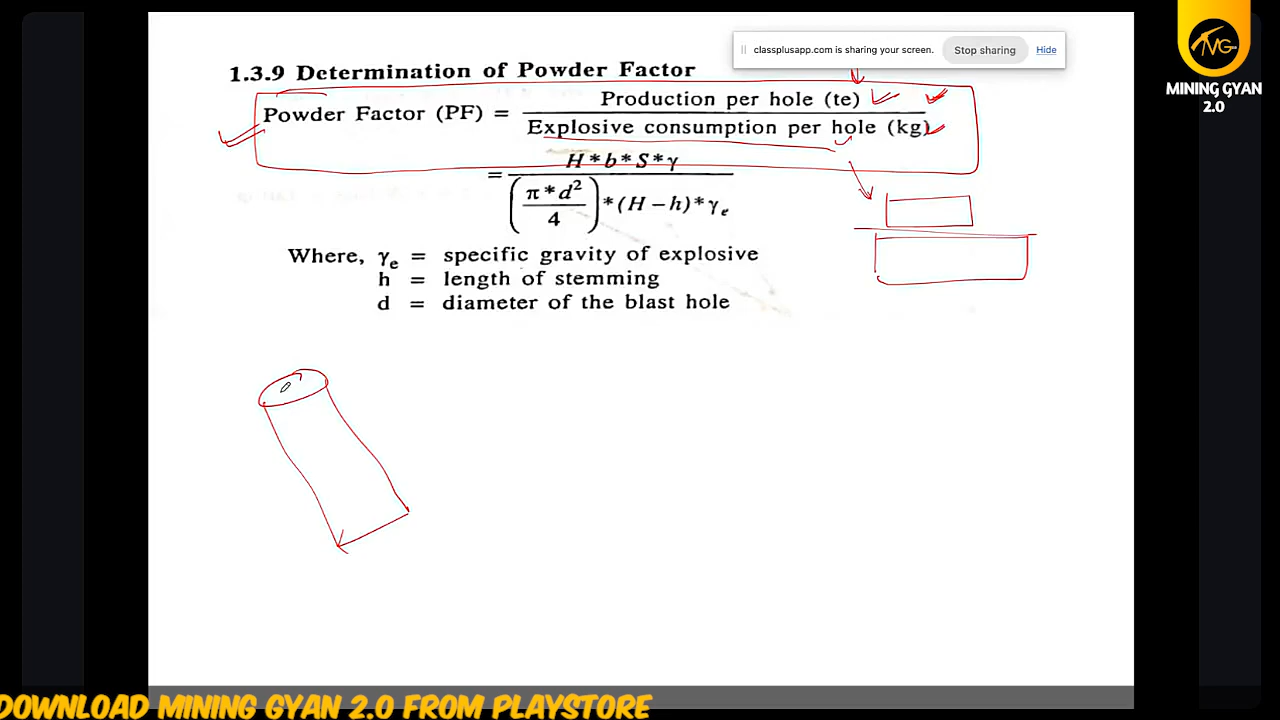 classplusapp.com is sharing your screen. Stop sharing Hide
MINING GYAN
2.0
1.3.9 Determination of Powder Factor
Powder Factor (PF) = Production per hole (te) / Explosive consumption per hole (kg)
= H * b * S * γ / (π * d² / 4) * (H – h) * γe
Where, γe = specific gravity of explosive
h = length of stemming
d = diameter of the blast hole
DOWNLOAD MINING GYAN 2.0 FROM PLAYSTORE